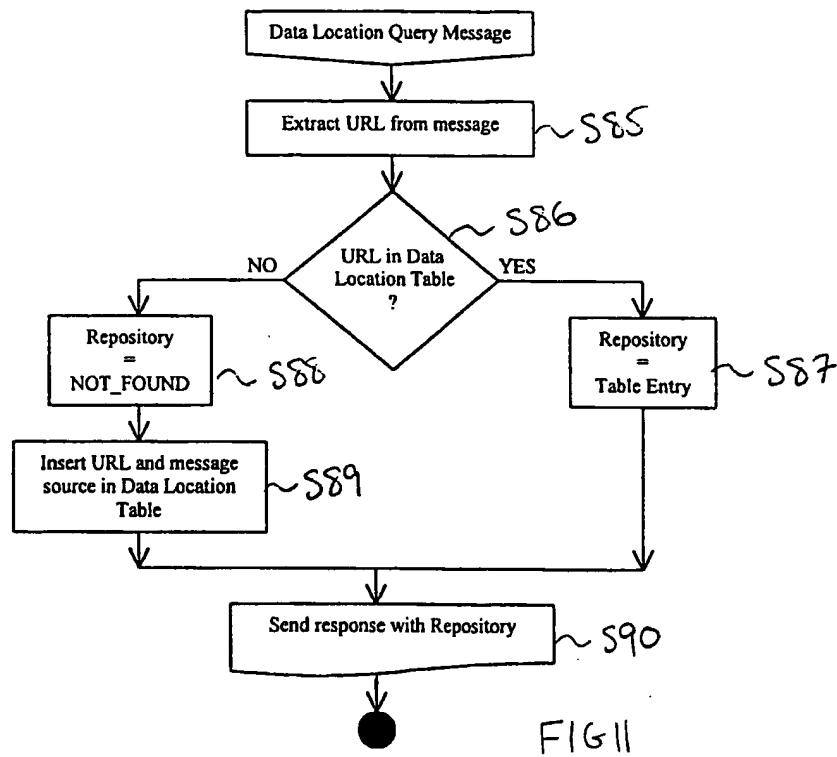 Data Location Query Message
Extract URL from message
S85
S86
URL in Data
Location Table
?
NO
YES
Repository
=
NOT_FOUND
S88
Repository
=
Table Entry
S87
Insert URL and message
source in Data Location
Table
S89
Send response with Repository
S90
FIG11